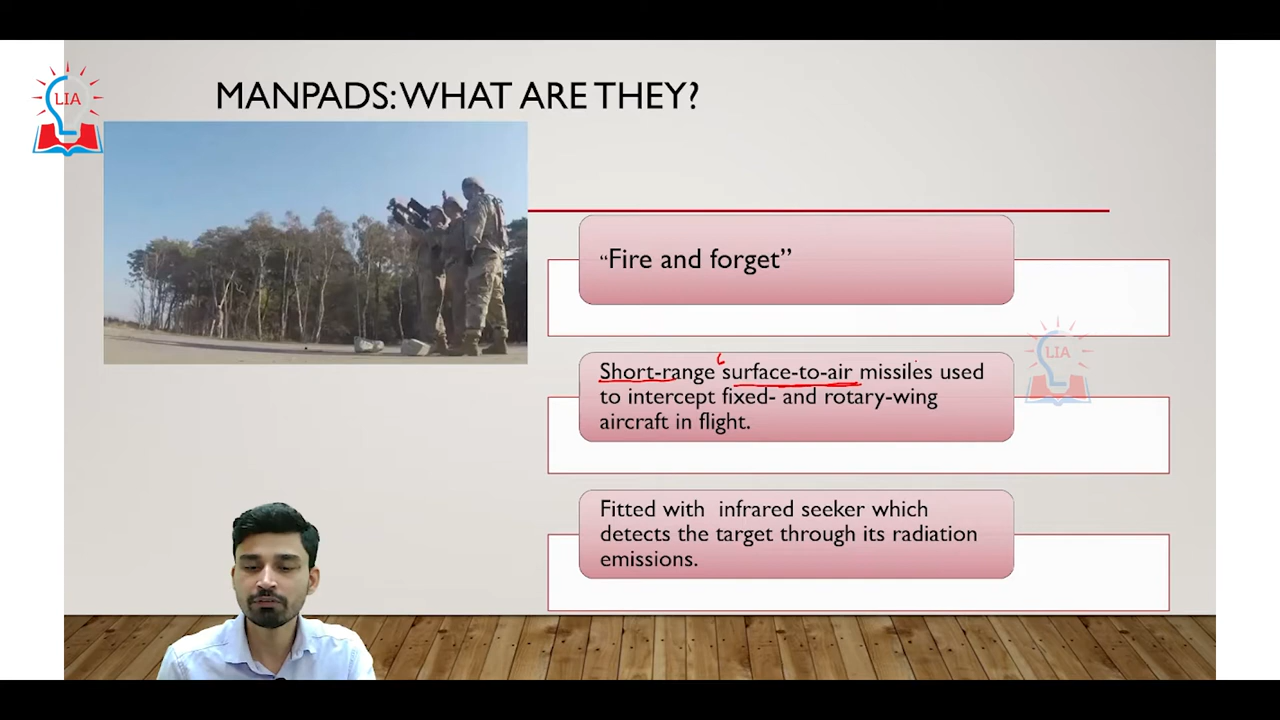 LIA
MANPADS: WHAT ARE THEY?
“Fire and forget”
LIA
Short-range surface-to-air missiles used
to intercept fixed- and rotary-wing
aircraft in flight.
Fitted with infrared seeker which
detects the target through its radiation
emissions.